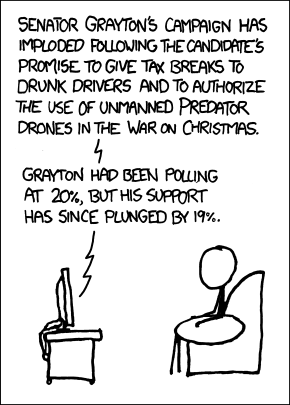 SENATOR GRAYTON'S CAMPAIGN HAS
IMPLODED FOLLOWING THE CANDIDATE'S
PROMISE TO GIVE TAX BREAKS TO
DRUNK DRIVERS AND TO AUTHORIZE
THE USE OF UNMANNED PREDATOR
DRONES IN THE WAR ON CHRISTMAS.
GRAYTON HAD BEEN POLLING
AT 20%, BUT HIS SUPPORT
HAS SINCE PLUNGED BY 19%.